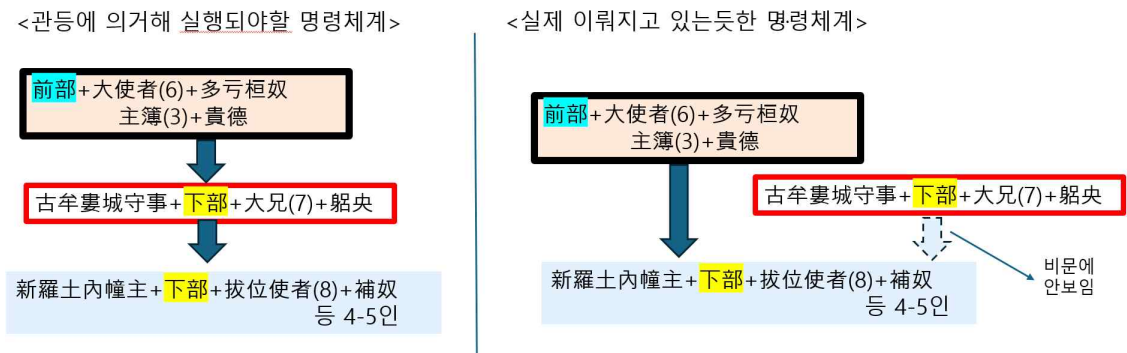 <관등에 의거해 실행되야할 명령체계>
前部+大使者(6)+多亏桓奴
主簿(3)+貴德
古牟婁城守事+下部+大兄(7)+躬央
新羅土內幢主+下部+拔位使者(8)+補奴
등 4-5인
<실제 이뤄지고 있는듯한 명령체계>
前部+大使者(6)+多亏桓奴
主簿(3)+貴德
古牟婁城守事+下部+大兄(7)+躬央
新羅土內幢主+下部+拔位使者(8)+補奴
등 4-5인
비문에
안보임